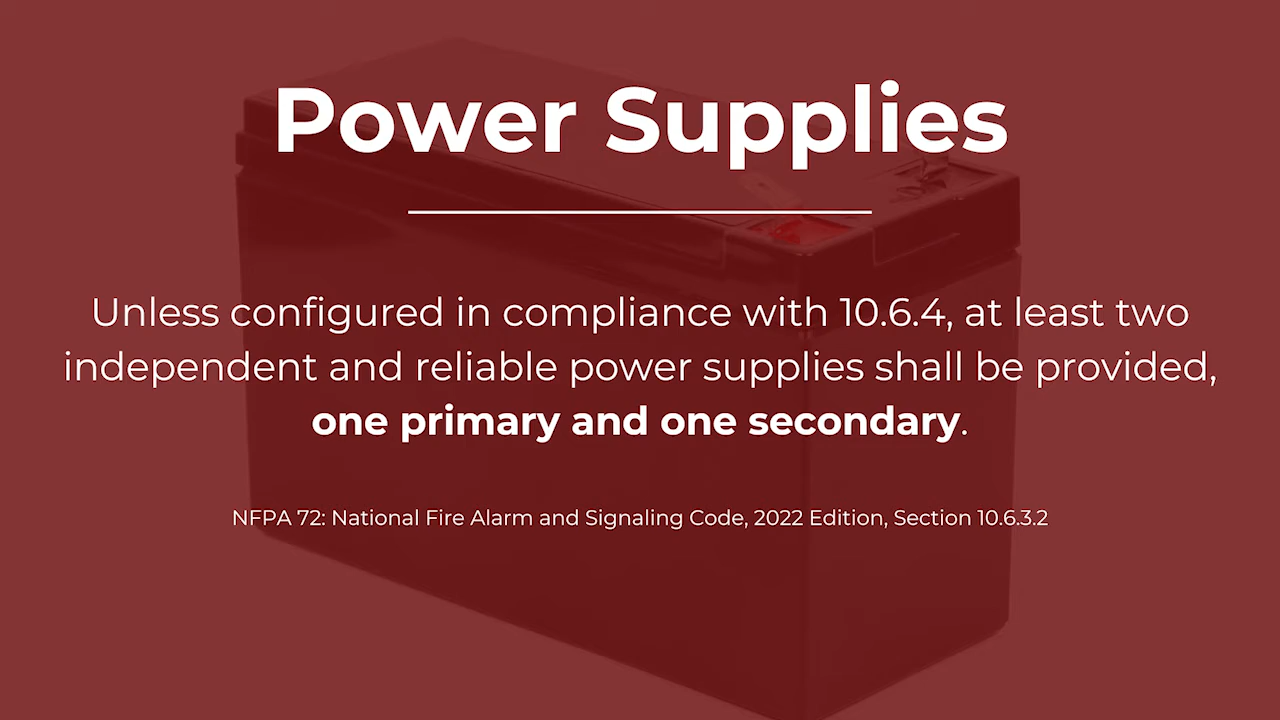 Power Supplies
Unless configured in compliance with 10.6.4, at least two
independent and reliable power supplies shall be provided,
one primary and one secondary.
NFPA 72: National Fire Alarm and Signaling Code, 2022 Edition, Section 10.6.3.2